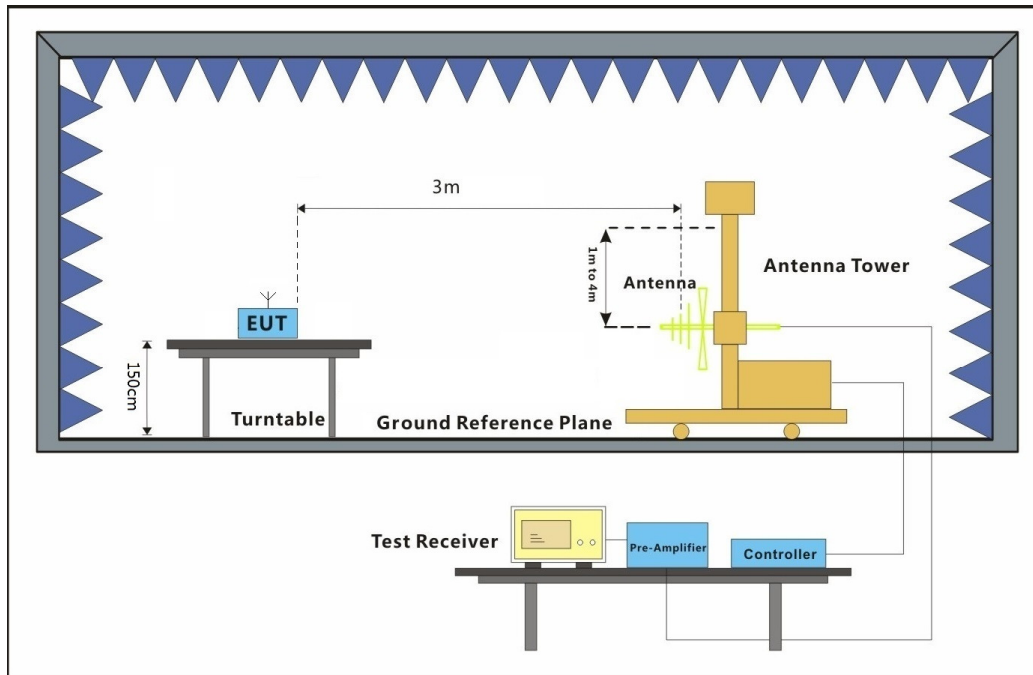 3m
1m to 4m
Antenna
Antenna Tower
EUT
150cm
Turntable
Ground Reference Plane
Test Receiver
Pre-Amplifier
Controller